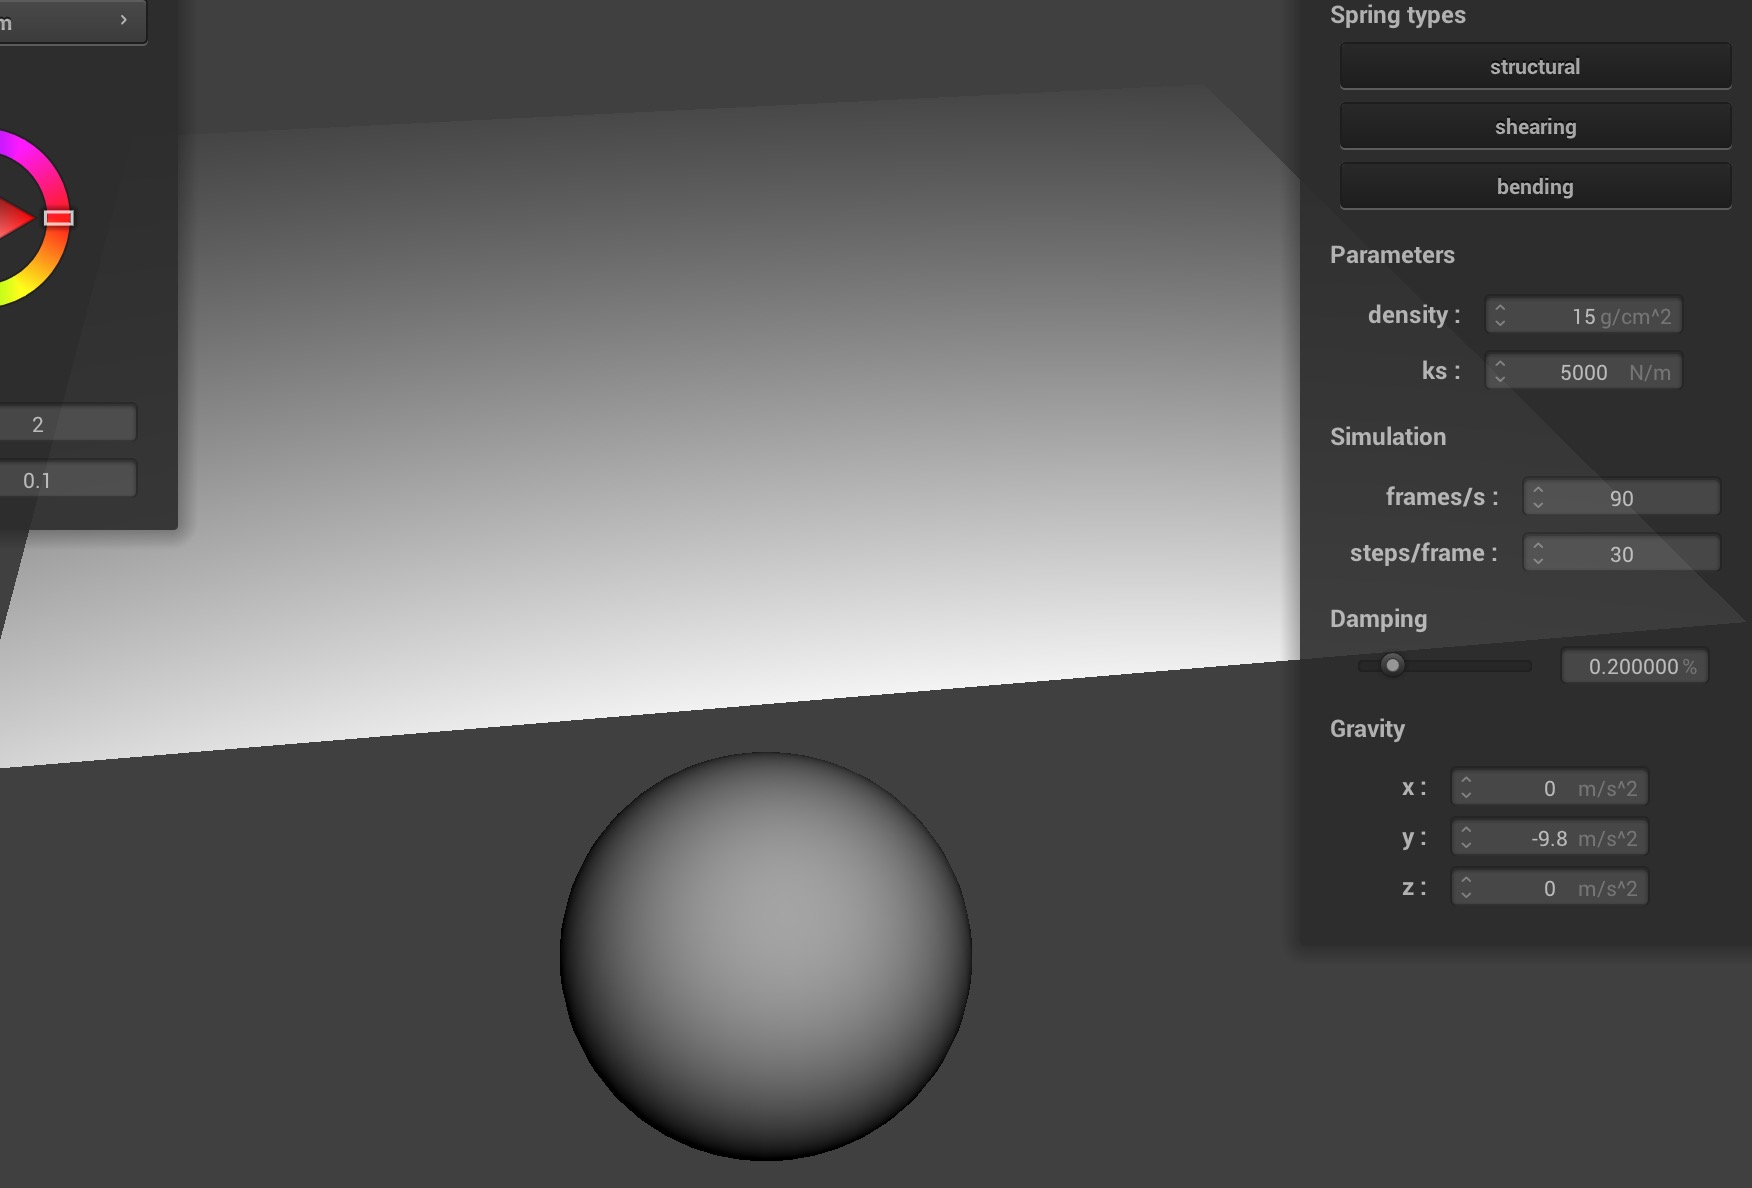 m
2
0.1
Spring types
structural
shearing
bending
Parameters
density : 15 g/cm^2
ks : 5000 N/m
Simulation
frames/s : 90
steps/frame : 30
Damping
0.200000 %
Gravity
x : 0 m/s^2
y : -9.8 m/s^2
z : 0 m/s^2